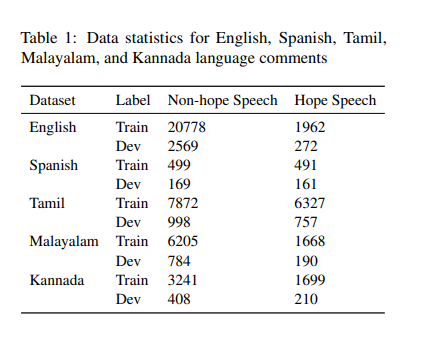 Table 1: Data statistics for English, Spanish, Tamil,
Malayalam, and Kannada language comments
Dataset Label Non-hope Speech Hope Speech
English Train 20778 1962
Dev 2569 272
Spanish Train 499 491
Dev 169 161
Tamil Train 7872 6327
Dev 998 757
Malayalam Train 6205 1668
Dev 784 190
Kannada Train 3241 1699
Dev 408 210